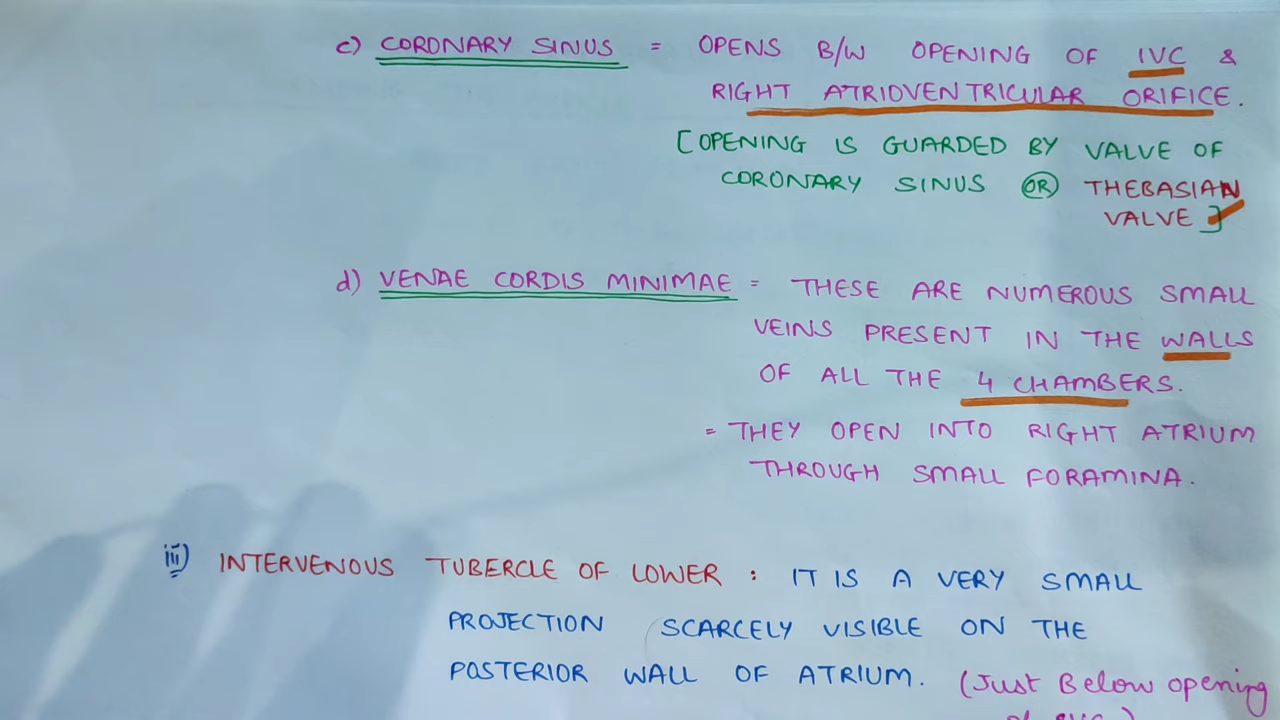 c) CORONARY SINUS = OPENS B/W OPENING OF IVC &
RIGHT ATRIOVENTRICULAR ORIFICE.
[OPENING IS GUARDED BY VALVE OF
CORONARY SINUS OR THEBASIAN
VALVE]
d) VENAE CORDIS MINIMAE = THESE ARE NUMEROUS SMALL
VEINS PRESENT IN THE WALLS
OF ALL THE 4 CHAMBERS.
= THEY OPEN INTO RIGHT ATRIUM
THROUGH SMALL FORAMINA.
iii) INTERVENOUS TUBERCLE OF LOWER : IT IS A VERY SMALL
PROJECTION SCARCELY VISIBLE ON THE
POSTERIOR WALL OF ATRIUM. (Just Below opening